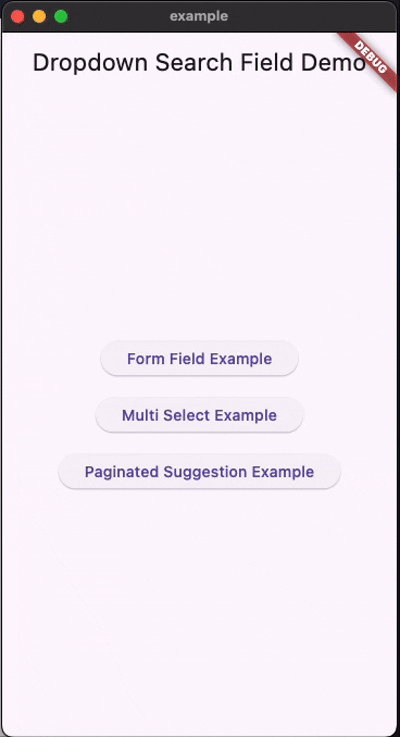 example
Dropdown Search Field Demo
DEBUG
Form Field Example
Multi Select Example
Paginated Suggestion Example